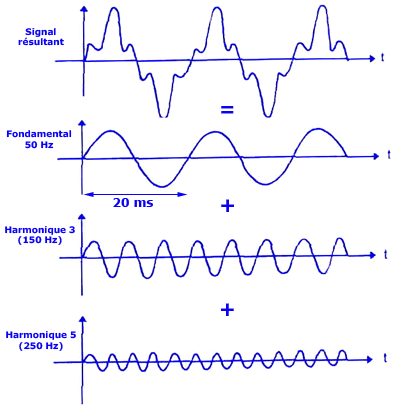 Signal
résultant
t
=
Fondamental
50 Hz
t
20 ms
+
Harmonique 3
(150 Hz)
t
+
Harmonique 5
(250 Hz)
t